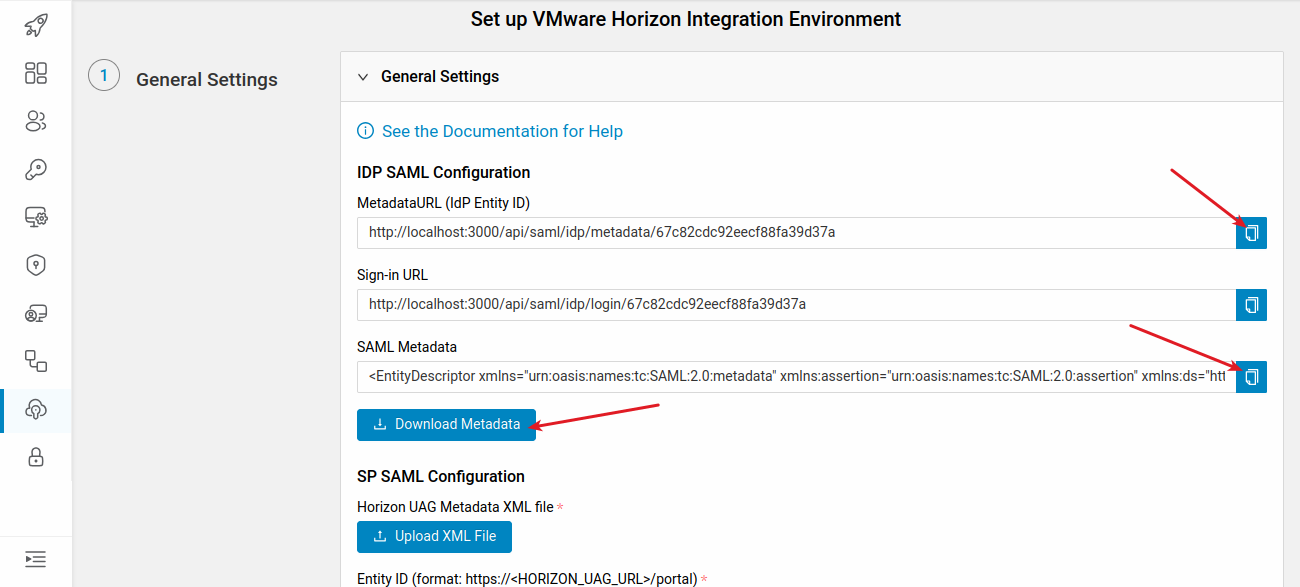 Set up VMware Horizon Integration Environment
1 General Settings
General Settings
See the Documentation for Help
IDP SAML Configuration
MetadataURL (IdP Entity ID)
http://localhost:3000/api/saml/idp/metadata/67c82cdc92eecf88fa39d37a
Sign-in URL
http://localhost:3000/api/saml/idp/login/67c82cdc92eecf88fa39d37a
SAML Metadata
<EntityDescriptor xmlns="urn:oasis:names:tc:SAML:2.0:metadata" xmlns:assertion="urn:oasis:names:tc:SAML:2.0:assertion" xmlns:ds="htt
Download Metadata
SP SAML Configuration
Horizon UAG Metadata XML file *
Upload XML File
Entity ID (format: https://<HORIZON_UAG_URL>/portal) *